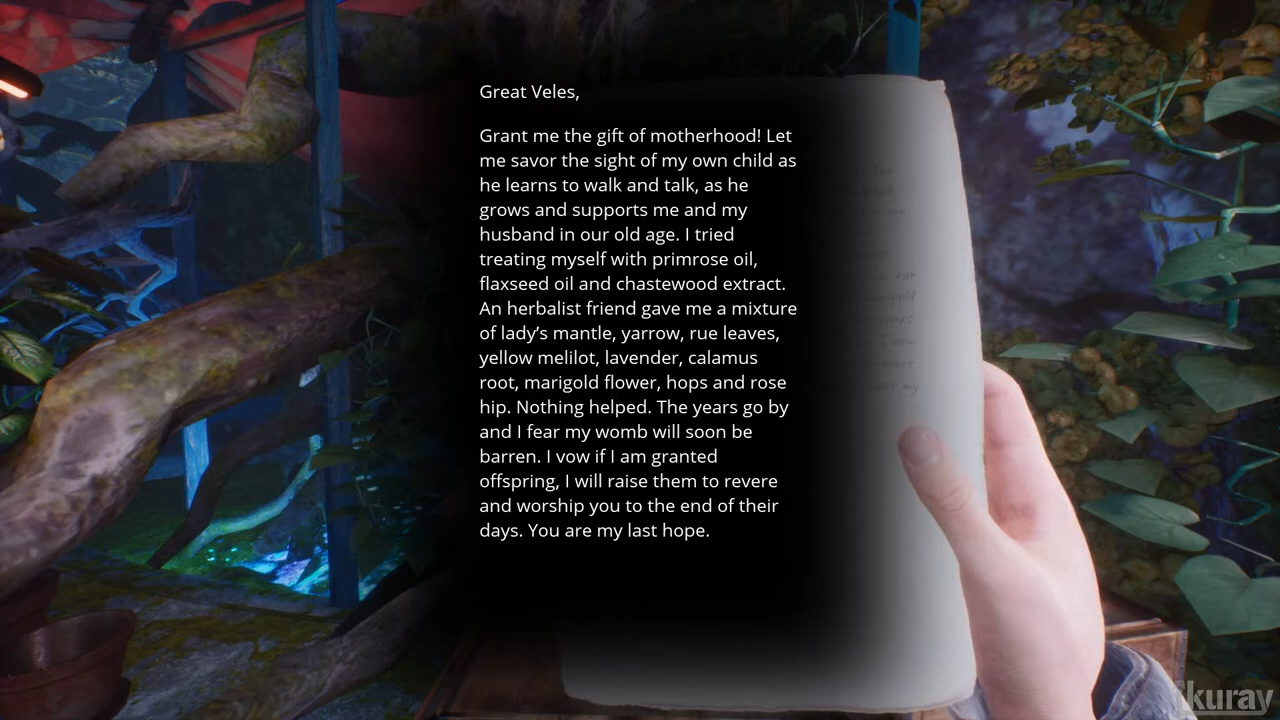 Great Veles,
Grant me the gift of motherhood! Let
me savor the sight of my own child as
he learns to walk and talk, as he
grows and supports me and my
husband in our old age. I tried
treating myself with primrose oil,
flaxseed oil and chastewood extract.
An herbalist friend gave me a mixture
of lady’s mantle, yarrow, rue leaves,
yellow melilot, lavender, calamus
root, marigold flower, hops and rose
hip. Nothing helped. The years go by
and I fear my womb will soon be
barren. I vow if I am granted
offspring, I will raise them to revere
and worship you to the end of their
days. You are my last hope.
ikuray